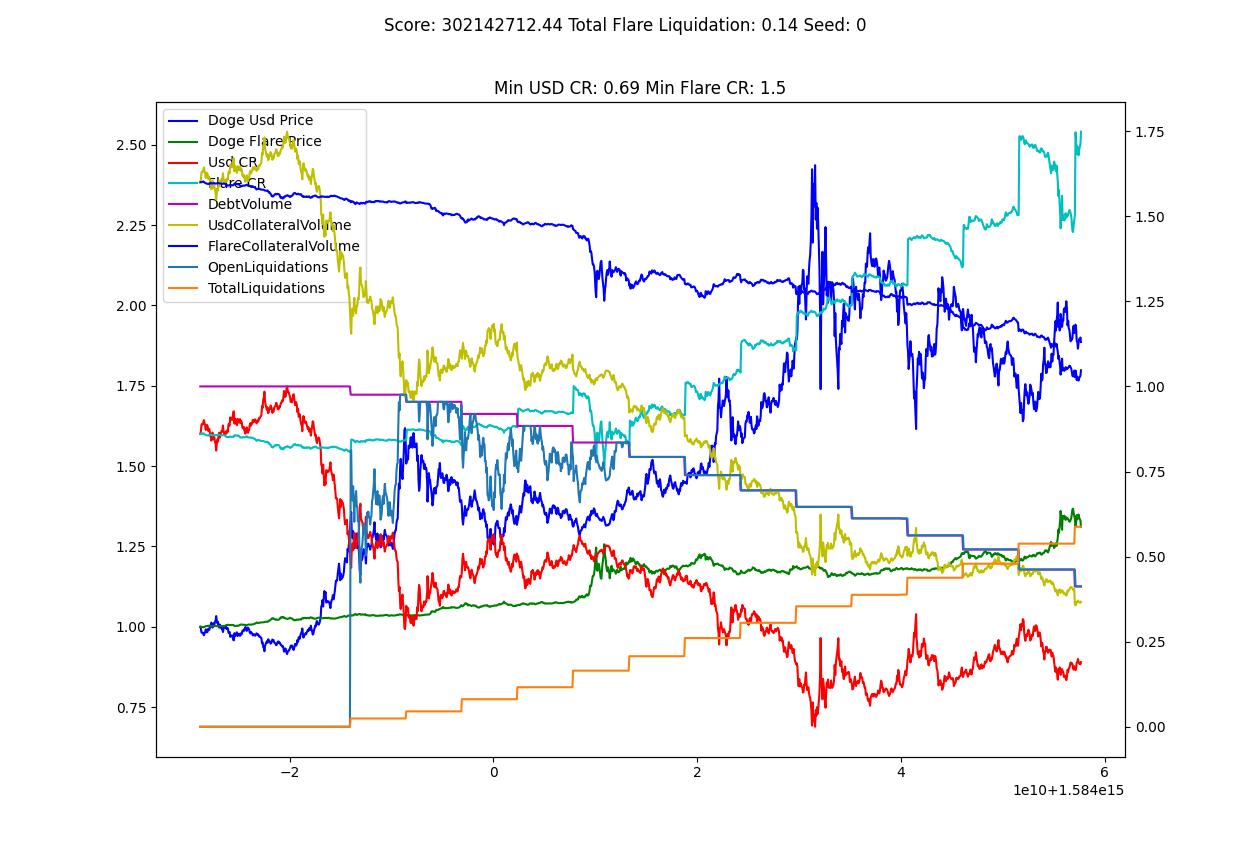 Score: 302142712.44 Total Flare Liquidation: 0.14 Seed: 0
Min USD CR: 0.69 Min Flare CR: 1.5
Doge Usd Price
Doge Flare Price
Usd CR
Flare CR
DebtVolume
UsdCollateralVolume
FlareCollateralVolume
OpenLiquidations
TotalLiquidations
2.50
2.25
2.00
1.75
1.50
1.25
1.00
0.75
1.75
1.50
1.25
1.00
0.75
0.50
0.25
0.00
−2
0
2
4
6
1e10+1.584e15